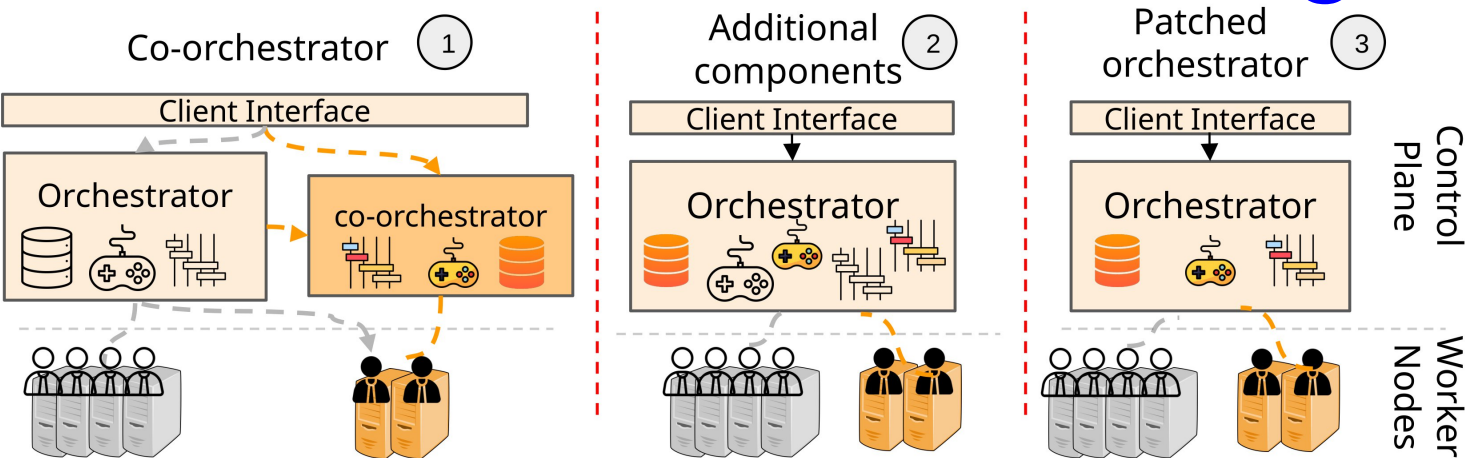 Co-orchestrator
1
Client Interface
Orchestrator
co-orchestrator
Additional
components
2
Client Interface
Orchestrator
Patched
orchestrator
3
Client Interface
Orchestrator
Control
Plane
Worker
Nodes